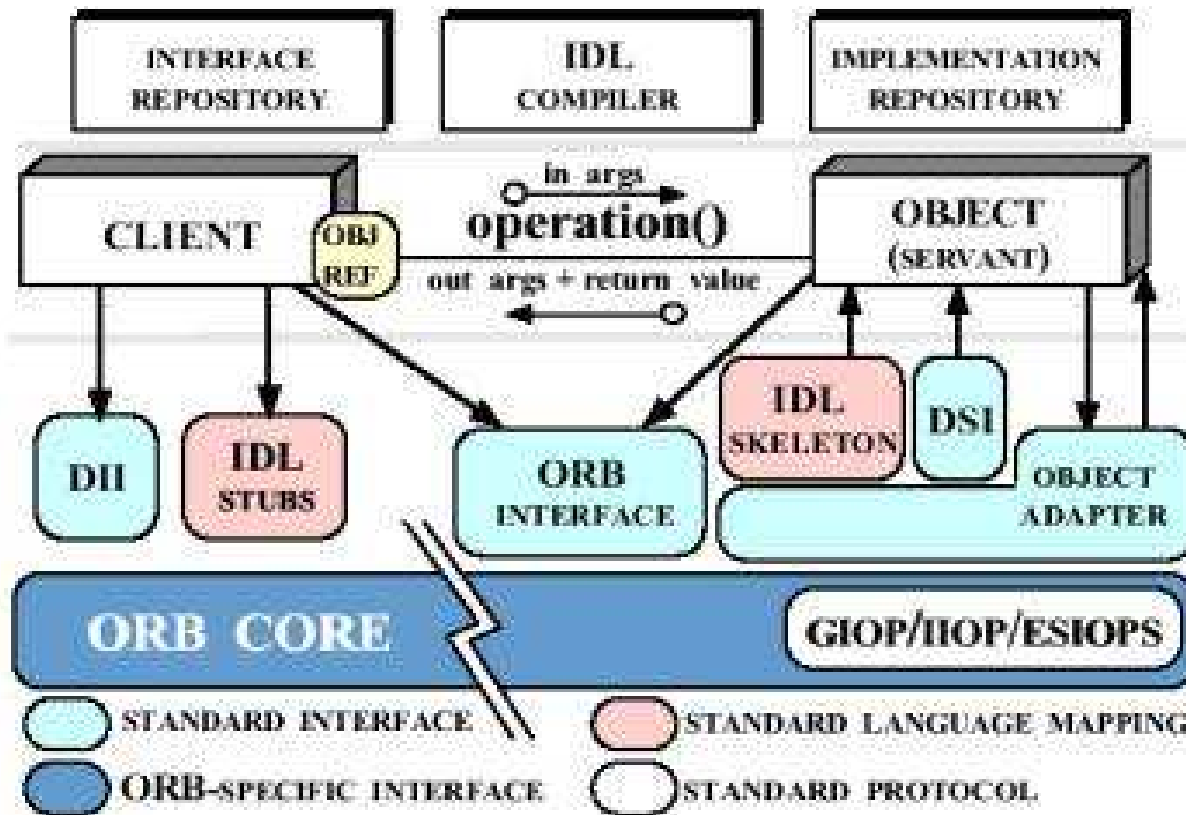 INTERFACE
REPOSITORY
IDL
COMPILER
IMPLEMENTATION
REPOSITORY
in args
operation()
out args + return value
CLIENT
OBJ
REF
OBJECT
(SERVANT)
DII
IDL
STUBS
ORB
INTERFACE
IDL
SKELETON
DSI
OBJECT
ADAPTER
ORB CORE
GIOP/IIOP/ESIOPS
STANDARD INTERFACE
STANDARD LANGUAGE MAPPING
ORB-SPECIFIC INTERFACE
STANDARD PROTOCOL